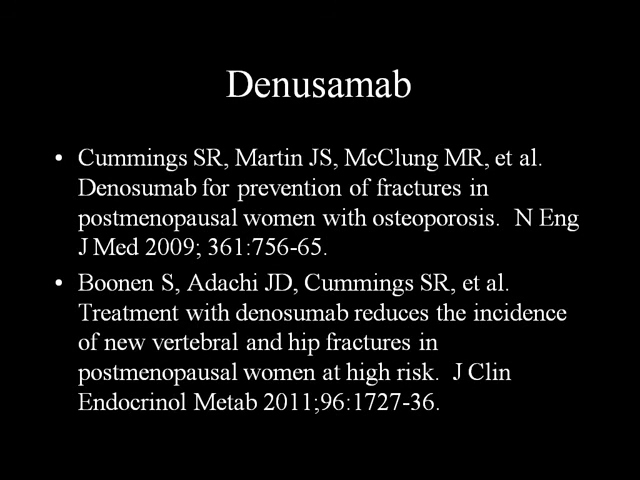 Denusamab
• Cummings SR, Martin JS, McClung MR, et al.
Denosumab for prevention of fractures in
postmenopausal women with osteoporosis. N Eng
J Med 2009; 361:756-65.
• Boonen S, Adachi JD, Cummings SR, et al.
Treatment with denosumab reduces the incidence
of new vertebral and hip fractures in
postmenopausal women at high risk. J Clin
Endocrinol Metab 2011;96:1727-36.